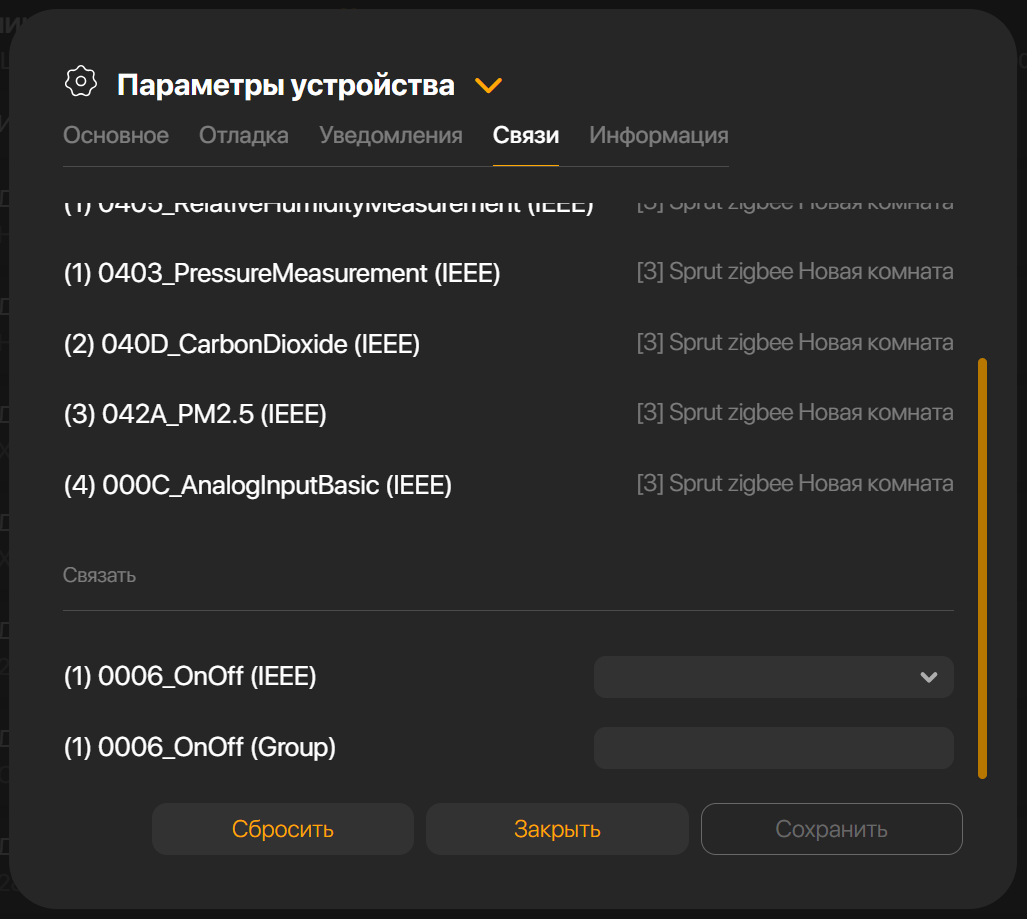 Параметры устройства
Основное Отладка Уведомления Связи Информация
(1) 0405_RelativeHumidityMeasurement (IEEE) [3] Sprut zigbee Новая комната
(1) 0403_PressureMeasurement (IEEE) [3] Sprut zigbee Новая комната
(2) 040D_CarbonDioxide (IEEE) [3] Sprut zigbee Новая комната
(3) 042A_PM2.5 (IEEE) [3] Sprut zigbee Новая комната
(4) 000C_AnalogInputBasic (IEEE) [3] Sprut zigbee Новая комната
Связать
(1) 0006_OnOff (IEEE)
(1) 0006_OnOff (Group)
Сбросить Закрыть Сохранить